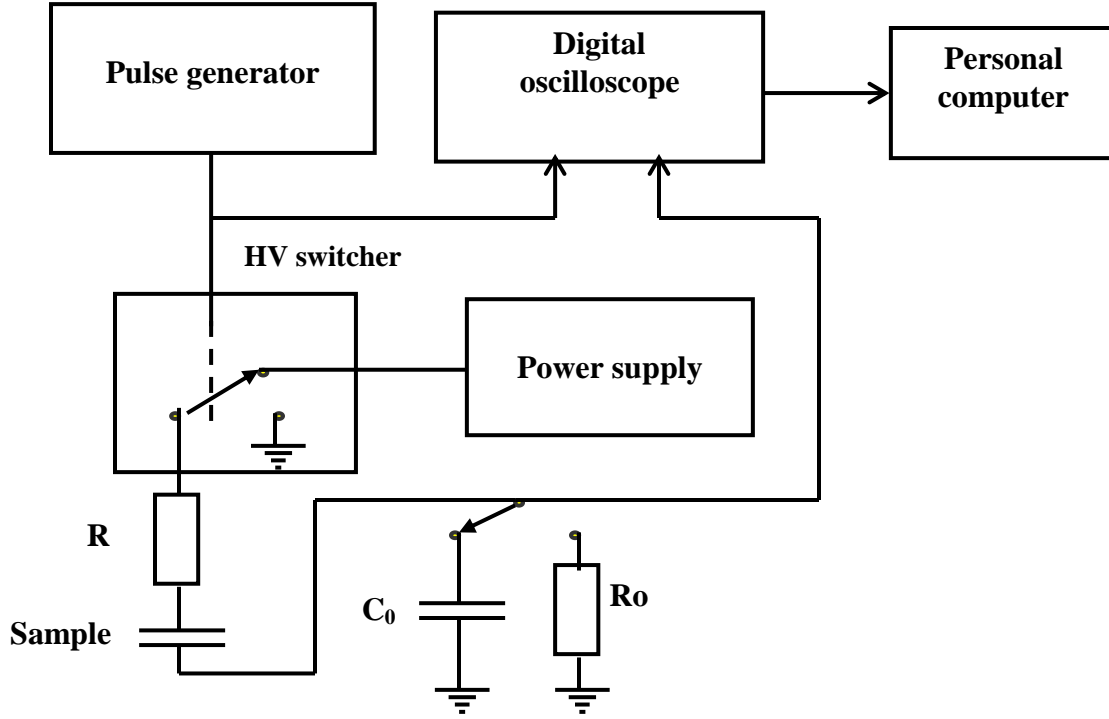 Pulse generator
Digital
oscilloscope
Personal
computer
HV switcher
Power supply
R
Sample
C₀
Ro